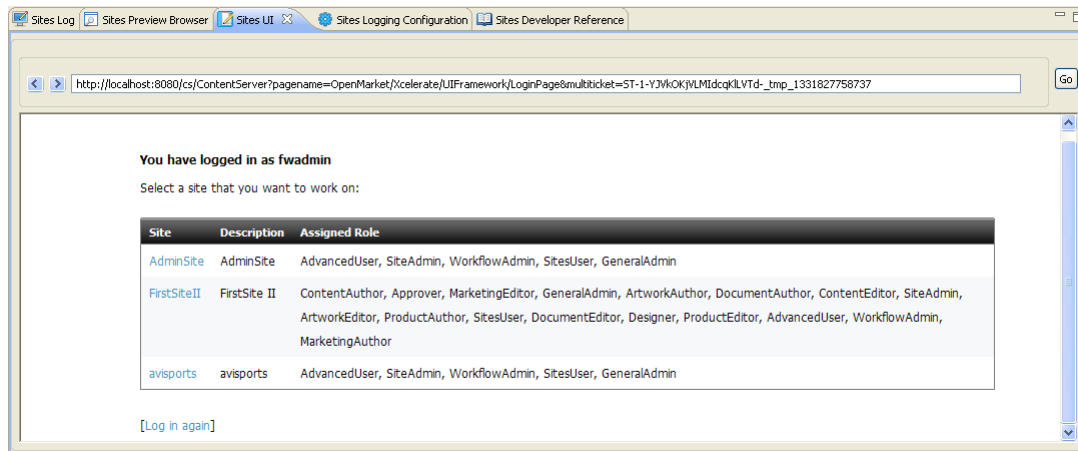 Sites Log Sites Preview Browser Sites UI Sites Logging Configuration Sites Developer Reference
http://localhost:8080/cs/ContentServer?pagename=OpenMarket/Xcelerate/UIFramework/LoginPage&multiticket=ST-1-YJVkOKjVLMIdcqKlLVTd-_tmp_1331827758737 Go
You have logged in as fwadmin
Select a site that you want to work on:
Site Description Assigned Role
AdminSite AdminSite AdvancedUser, SiteAdmin, WorkflowAdmin, SitesUser, GeneralAdmin
FirstSiteII FirstSite II ContentAuthor, Approver, MarketingEditor, GeneralAdmin, ArtworkAuthor, DocumentAuthor, ContentEditor, SiteAdmin,
ArtworkEditor, ProductAuthor, SitesUser, DocumentEditor, Designer, ProductEditor, AdvancedUser, WorkflowAdmin,
MarketingAuthor
avisports avisports AdvancedUser, SiteAdmin, WorkflowAdmin, SitesUser, GeneralAdmin
[Log in again]